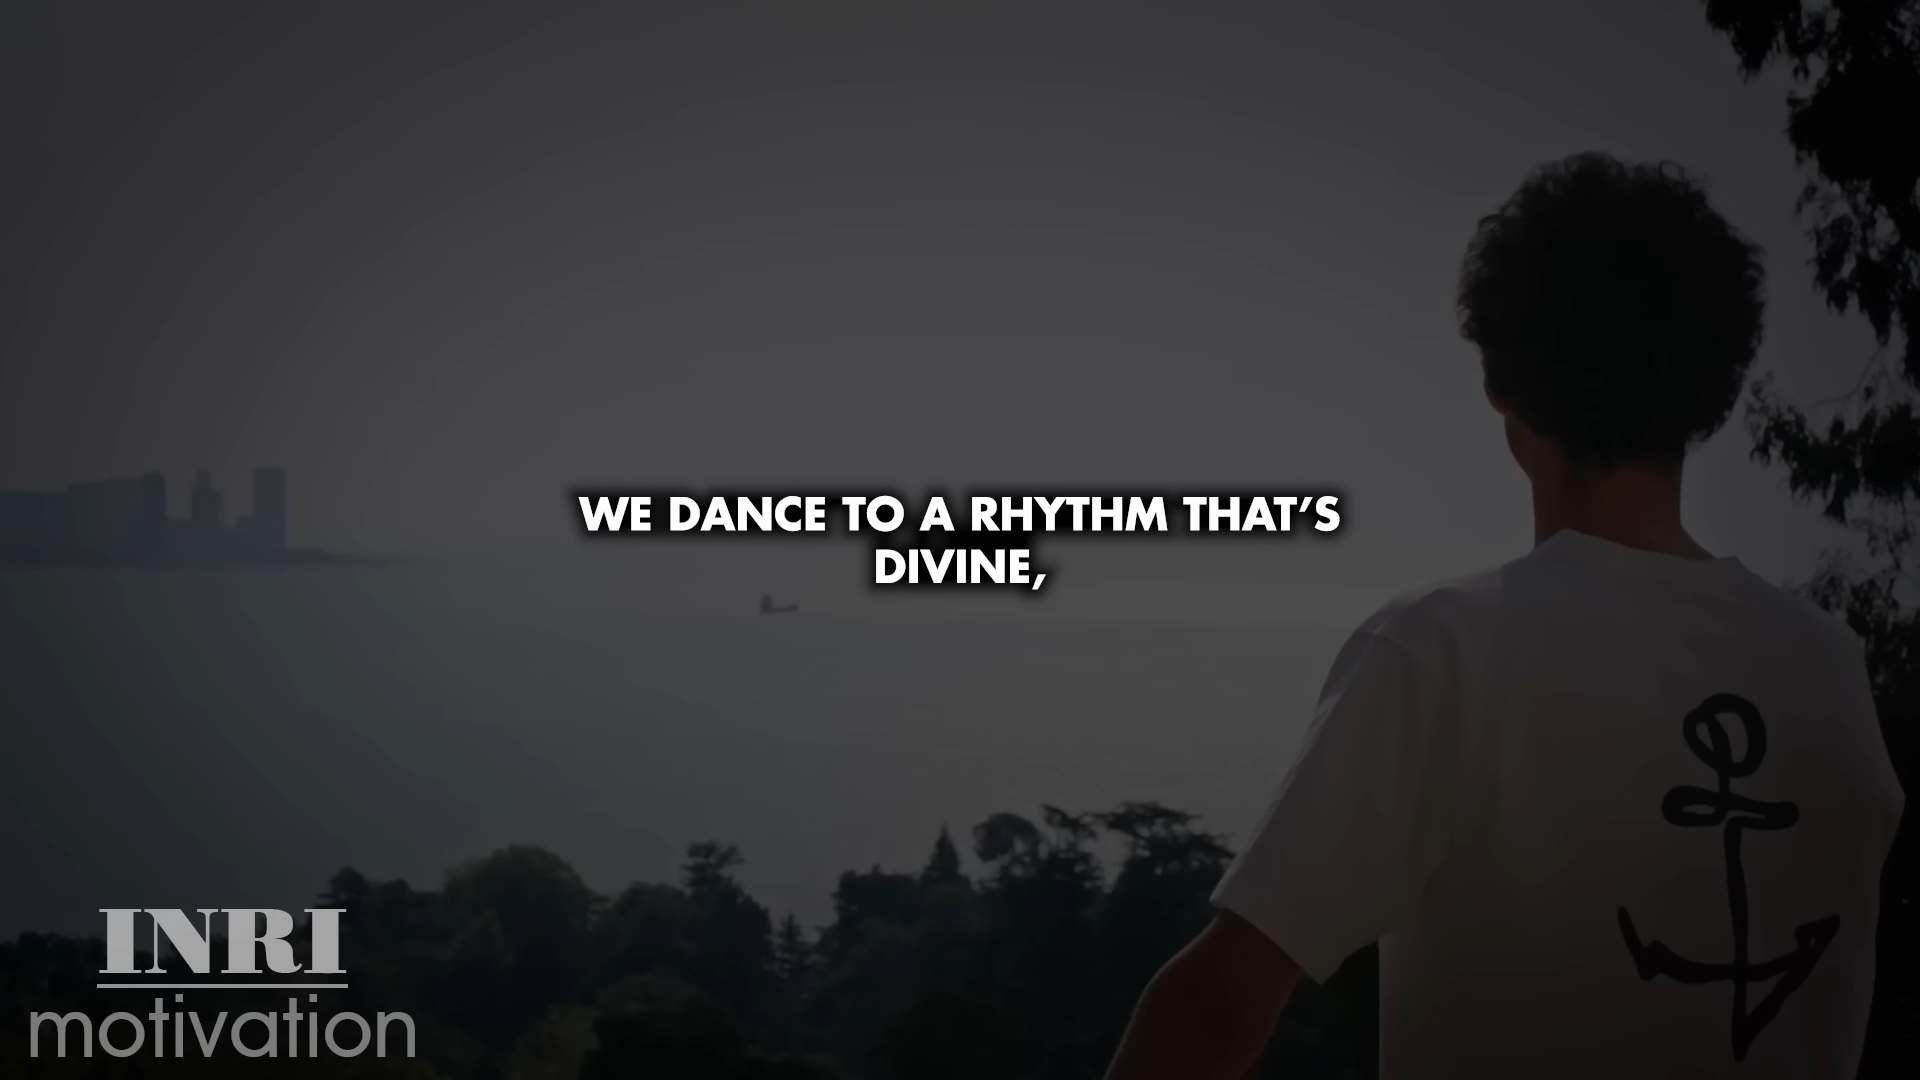 WE DANCE TO A RHYTHM THAT’S
DIVINE,
INRI
motivation